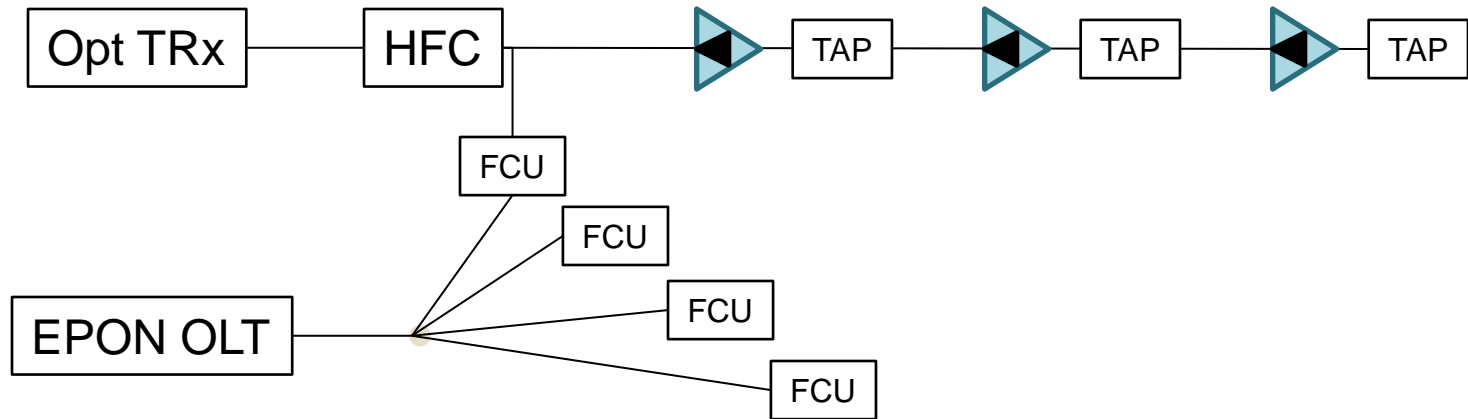 Opt TRx
HFC
TAP
TAP
TAP
FCU
FCU
FCU
EPON OLT
FCU